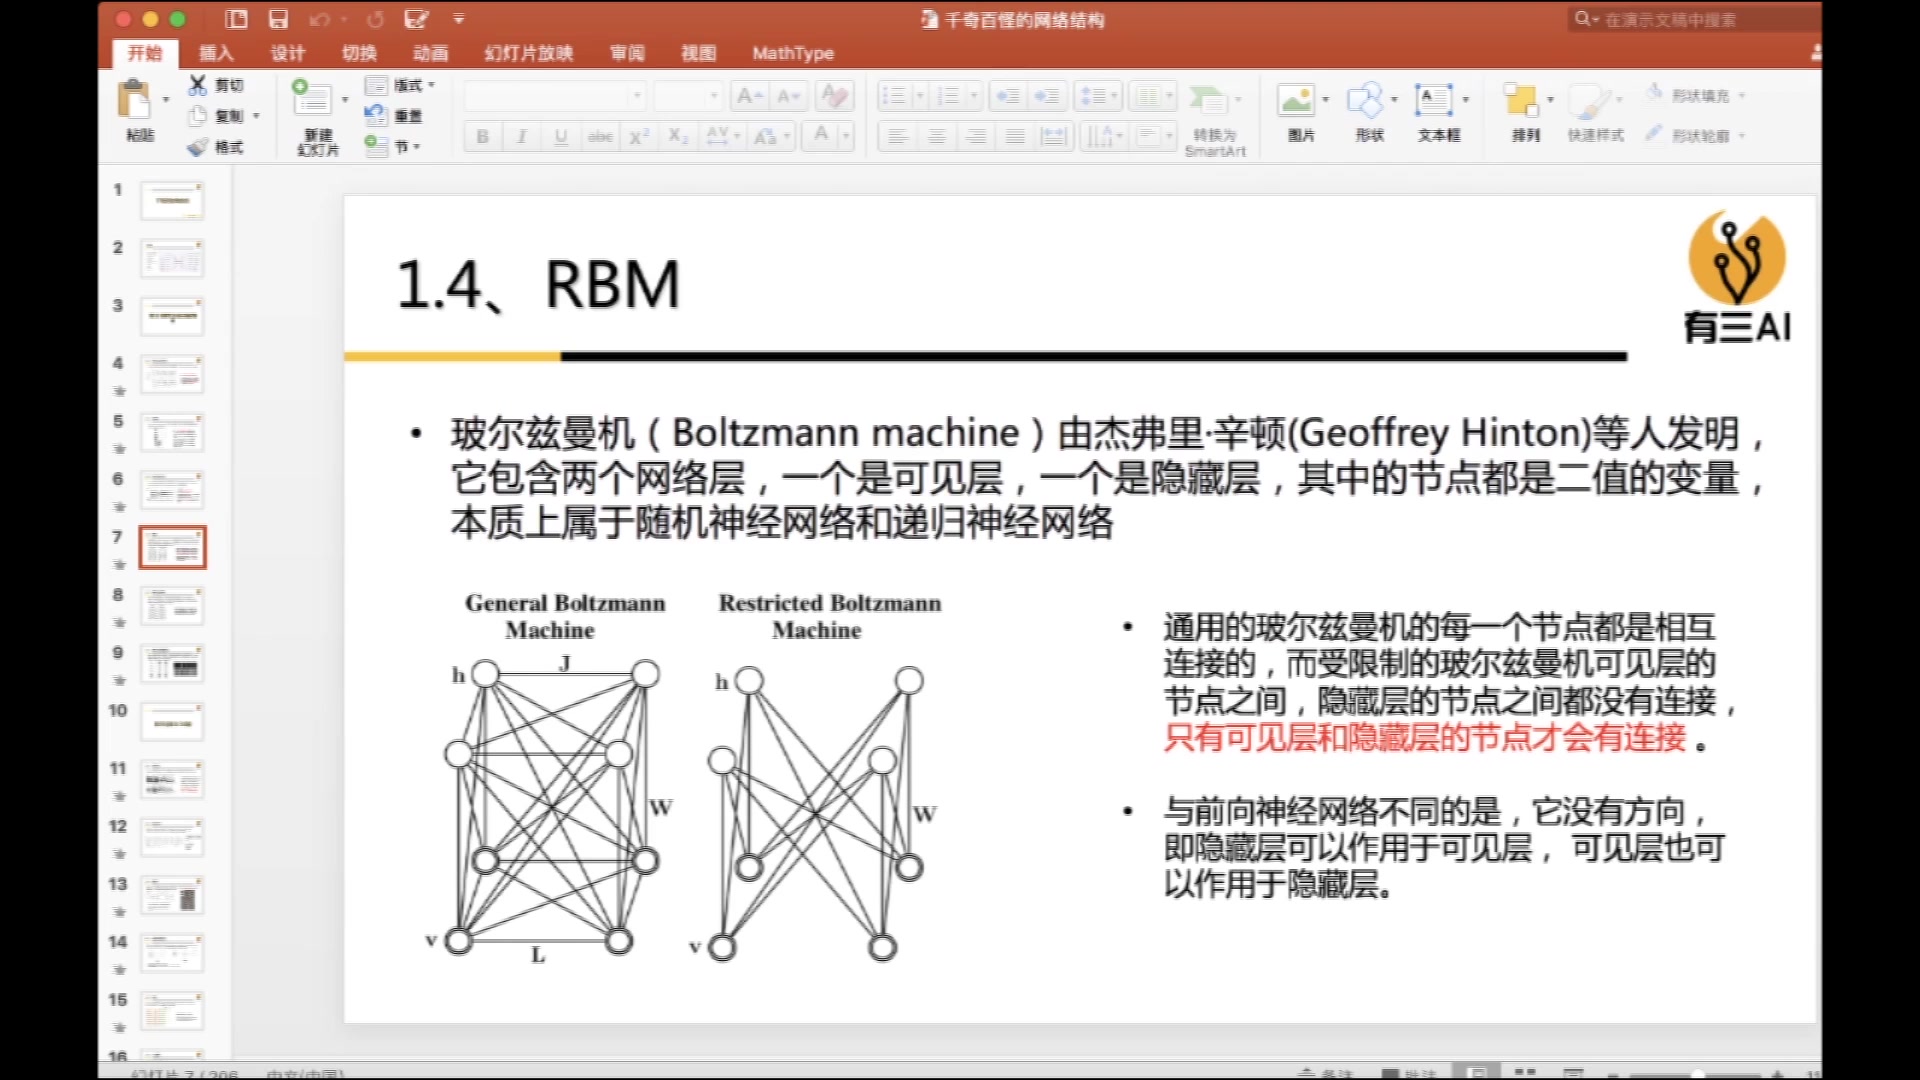 千奇百怪的网络结构
在演示文稿中搜索
开始 插入 设计 切换 动画 幻灯片放映 审阅 视图 MathType
粘贴 剪切 复制 格式
新建 幻灯片 版式 重置 节
转换为 SmartArt
图片 形状 文本框 排列 快速样式 形状填充 形状轮廓
1
2
3
4
5
6
7
8
9
10
11
12
13
14
15
16
1.4、RBM
有三AI
• 玻尔兹曼机（Boltzmann machine）由杰弗里·辛顿(Geoffrey Hinton)等人发明，
它包含两个网络层，一个是可见层，一个是隐藏层，其中的节点都是二值的变量，
本质上属于随机神经网络和递归神经网络
General Boltzmann
Machine
h J
W
v L
Restricted Boltzmann
Machine
h
W
v
• 通用的玻尔兹曼机的每一个节点都是相互
连接的，而受限制的玻尔兹曼机可见层的
节点之间，隐藏层的节点之间都没有连接，
只有可见层和隐藏层的节点才会有连接。
• 与前向神经网络不同的是，它没有方向，
即隐藏层可以作用于可见层， 可见层也可
以作用于隐藏层。
幻灯片 7 / 206 中文(中国)
备注 批注